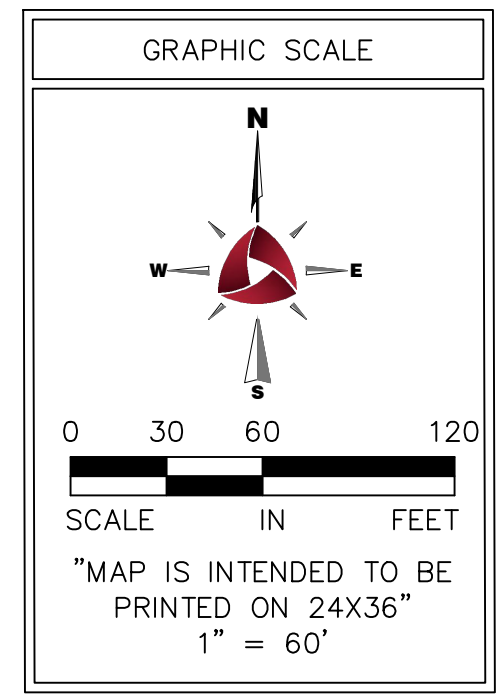 GRAPHIC SCALE
N
W E
S
0 30 60 120
SCALE IN FEET
"MAP IS INTENDED TO BE
PRINTED ON 24X36"
1" = 60'